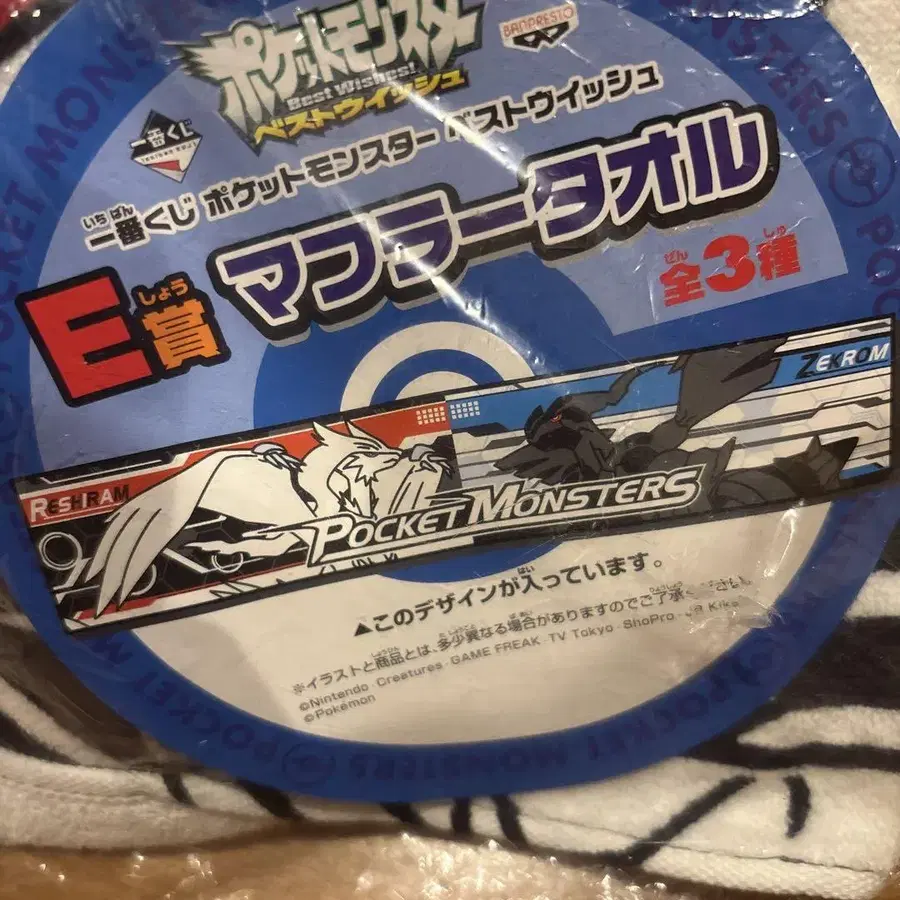 ポケットモンスター
Best Wishes!
ベストウイッシュ
BANPRESTO
一番くじ
いちばん
一番くじ ポケットモンスター ベストウイッシュ
E賞
しょう
マフラータオル
ぜん しゅ
全3種
RESHIRAM
ZEKROM
POCKET MONSTERS
はい
▲このデザインが入っています。
※イラストと商品とは、多少異なる場合がありますのでご了承ください。
©Nintendo・Creatures・GAME FREAK・TV Tokyo・ShoPro・JR Kika
©Pokémon
POCKET MONSTERS
POCKET MONSTERS